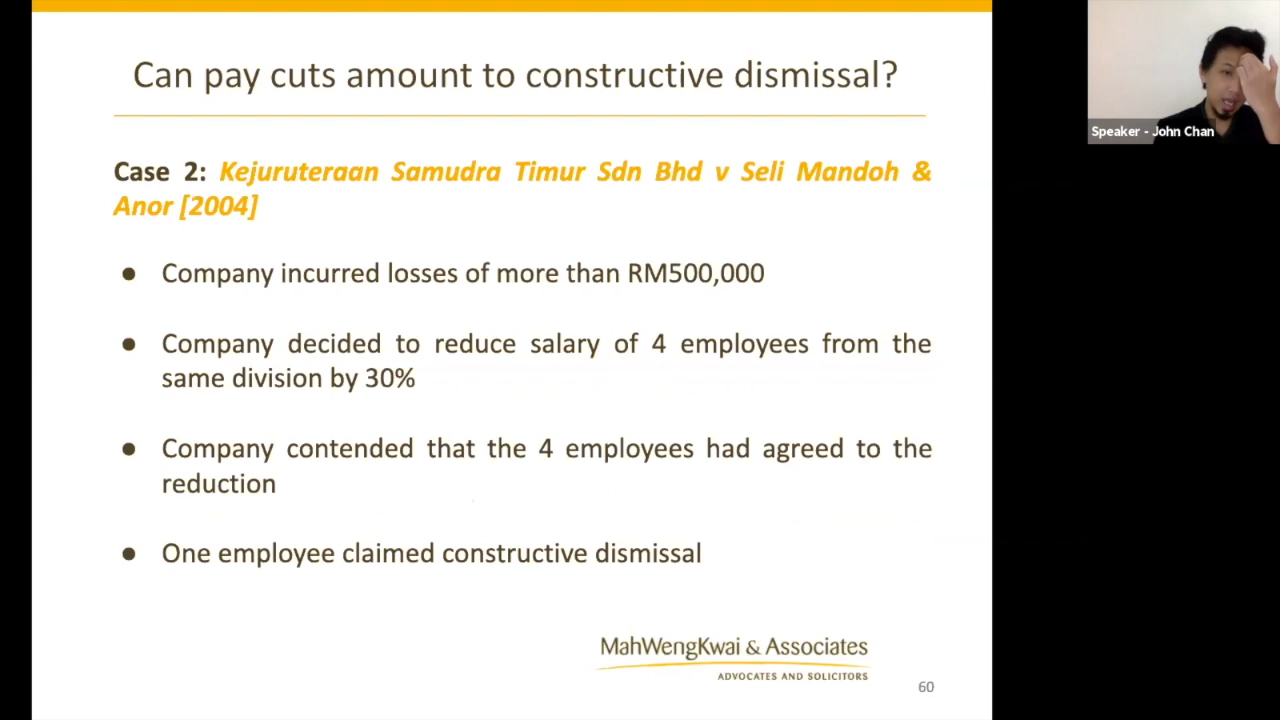 Can pay cuts amount to constructive dismissal?
Case 2: Kejuruteraan Samudra Timur Sdn Bhd v Seli Mandoh &
Anor [2004]
● Company incurred losses of more than RM500,000
● Company decided to reduce salary of 4 employees from the
same division by 30%
● Company contended that the 4 employees had agreed to the
reduction
● One employee claimed constructive dismissal
MahWengKwai & Associates
ADVOCATES AND SOLICITORS
60
Speaker - John Chan